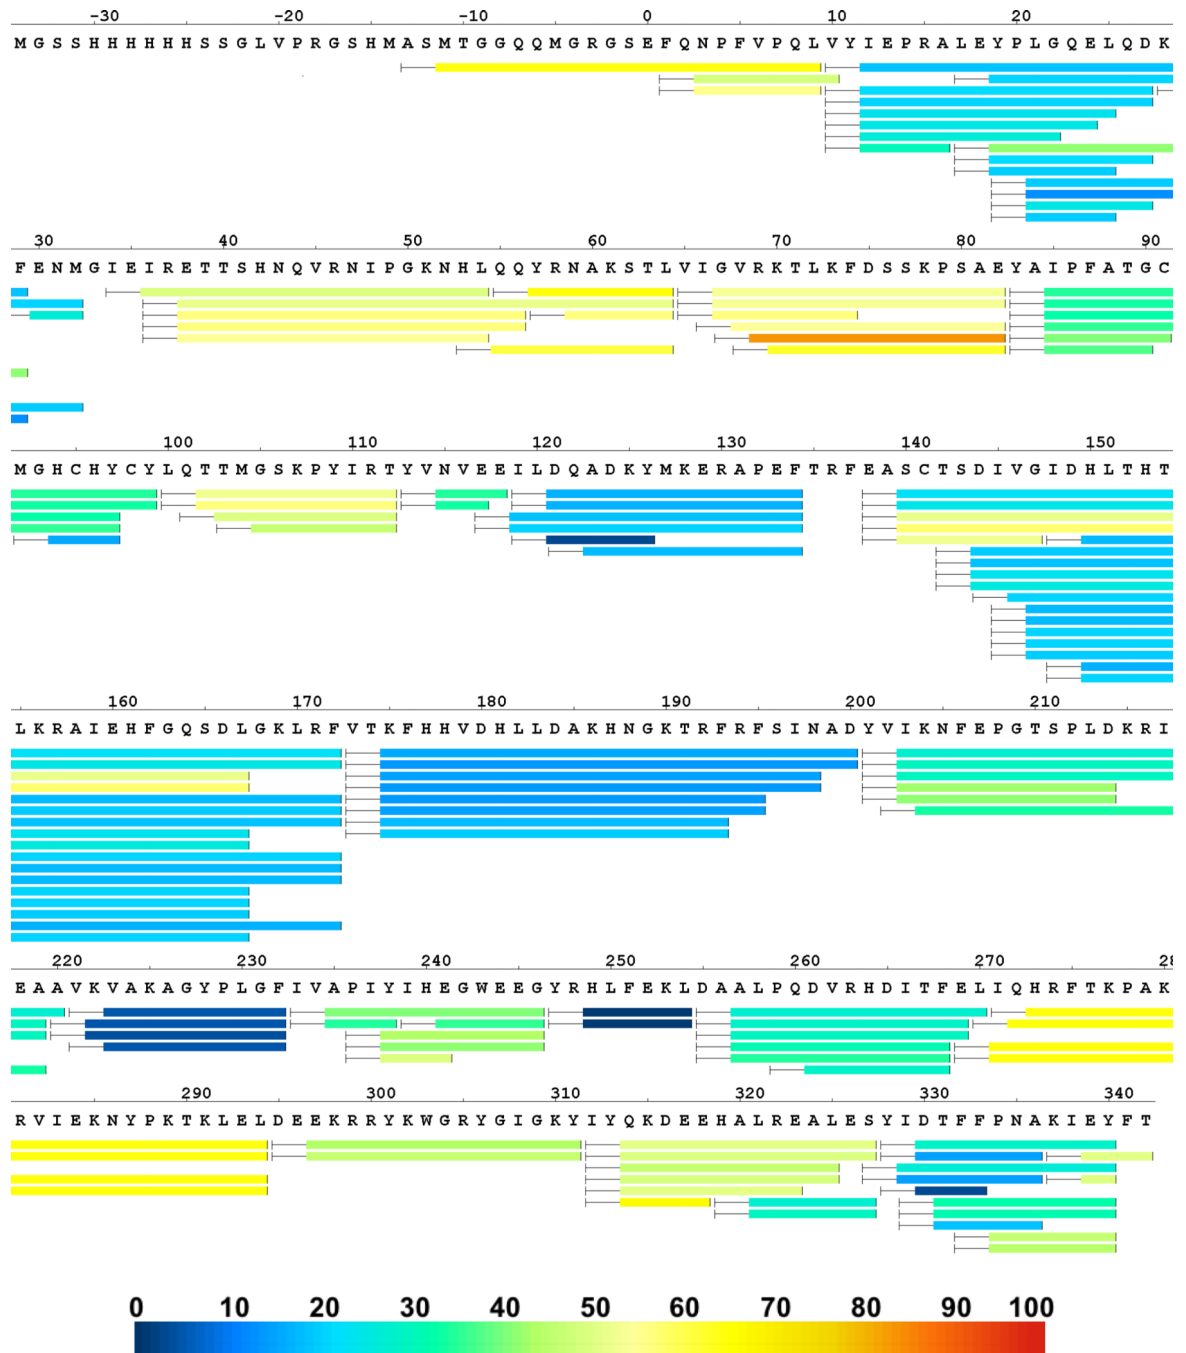 -30 -20 -10 0 10 20
M G S S H H H H H H S S G L V P R G S H M A S M T G G Q Q M G R G S E F Q N P F V P Q L V Y I E P R A L E Y P L G Q E L Q D K
30 40 50 60 70 80 90
F E N M G I E I R E T T S H N Q V R N I P G K N H L Q Q Y R N A K S T L V I G V R K T L K F D S S K P S A E Y A I P F A T G C
100 110 120 130 140 150
M G H C H Y C Y L Q T T M G S K P Y I R T Y V N V E E I L D Q A D K Y M K E R A P E F T R F E A S C T S D I V G I D H L T H T
160 170 180 190 200 210
L K R A I E H F G Q S D L G K L R F V T K F H H V D H L L D A K H N G K T R F R F S I N A D Y V I K N F E P G T S P L D K R I
220 230 240 250 260 270 28
E A A V K V A K A G Y P L G F I V A P I Y I H E G W E E G Y R H L F E K L D A A L P Q D V R H D I T F E L I Q H R F T K P A K
290 300 310 320 330 340
R V I E K N Y P K T K L E L D E E K R R Y K W G R Y G I G K Y I Y Q K D E E H A L R E A L E S Y I D T F F P N A K I E Y F T
0 10 20 30 40 50 60 70 80 90 100